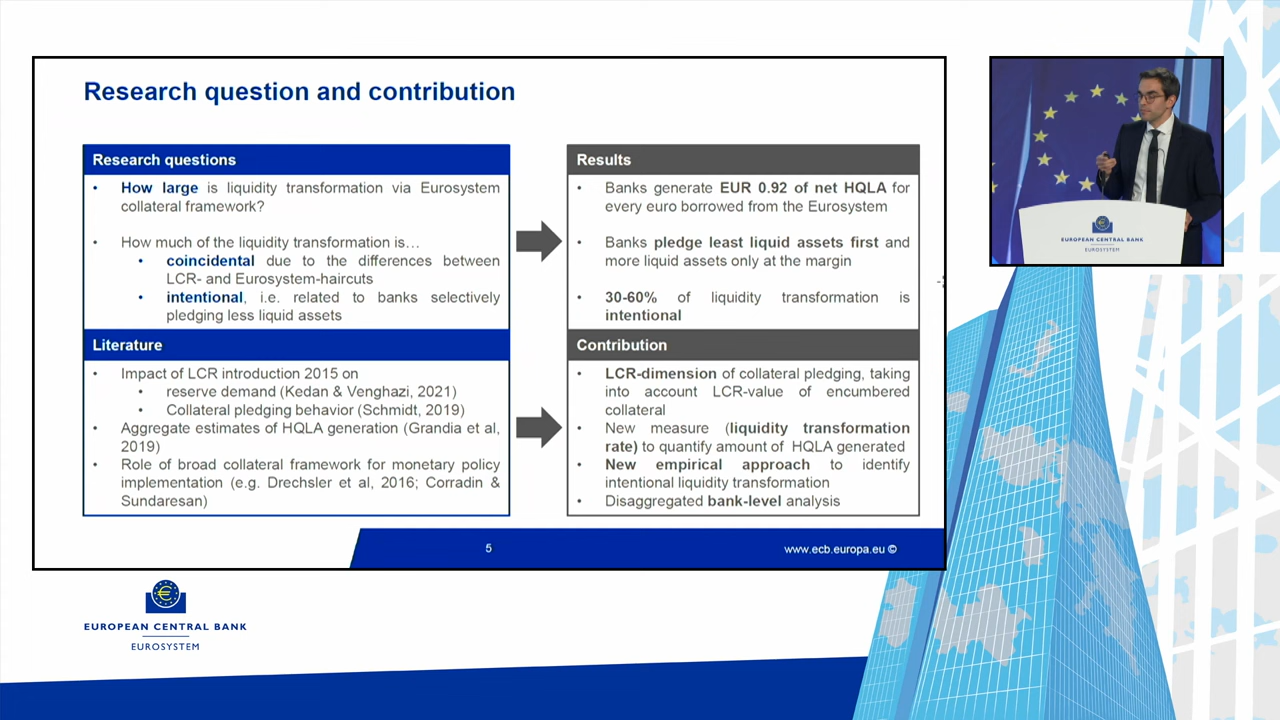 Research question and contribution
Research questions
• How large is liquidity transformation via Eurosystem
collateral framework?
• How much of the liquidity transformation is…
• coincidental due to the differences between
LCR- and Eurosystem-haircuts
• intentional, i.e. related to banks selectively
pledging less liquid assets
Literature
• Impact of LCR introduction 2015 on
• reserve demand (Kedan & Venghazi, 2021)
• Collateral pledging behavior (Schmidt, 2019)
• Aggregate estimates of HQLA generation (Grandia et al,
2019)
• Role of broad collateral framework for monetary policy
implementation (e.g. Drechsler et al, 2016; Corradin &
Sundaresan)
Results
• Banks generate EUR 0.92 of net HQLA for
every euro borrowed from the Eurosystem
• Banks pledge least liquid assets first and
more liquid assets only at the margin
• 30-60% of liquidity transformation is
intentional
Contribution
• LCR-dimension of collateral pledging, taking
into account LCR-value of encumbered
collateral
• New measure (liquidity transformation
rate) to quantify amount of HQLA generated
• New empirical approach to identify
intentional liquidity transformation
• Disaggregated bank-level analysis
5
www.ecb.europa.eu ©
EUROPEAN CENTRAL BANK
EUROSYSTEM
EUROPEAN CENTRAL BANK
EUROSYSTEM